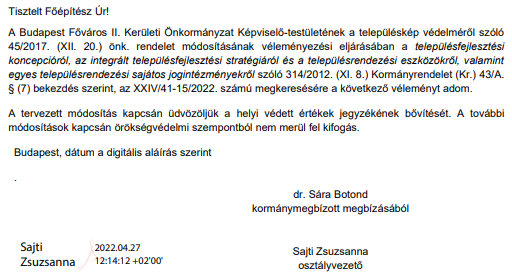 Tisztelt Főépítész Úr!
A Budapest Főváros II. Kerületi Önkormányzat Képviselő-testületének a településkép védelméről szóló
45/2017. (XII. 20.) önk. rendelet módosításának véleményezési eljárásában a településfejlesztési
koncepcióról, az integrált településfejlesztési stratégiáról és a településrendezési eszközökről, valamint
egyes településrendezési sajátos jogintézményekről szóló 314/2012. (XI. 8.) Kormányrendelet (Kr.) 43/A.
§ (7) bekezdés szerint, az XXIV/41-15/2022. számú megkeresésére a következő véleményt adom.
A tervezett módosítás kapcsán üdvözöljük a helyi védett értékek jegyzékének bővítését. A további
módosítások kapcsán örökségvédelmi szempontból nem merül fel kifogás.
Budapest, dátum a digitális aláírás szerint
.
dr. Sára Botond
kormánymegbízott megbízásából
Sajti
Zsuzsanna
2022.04.27
12:14:12 +02'00'
Sajti Zsuzsanna
osztályvezető